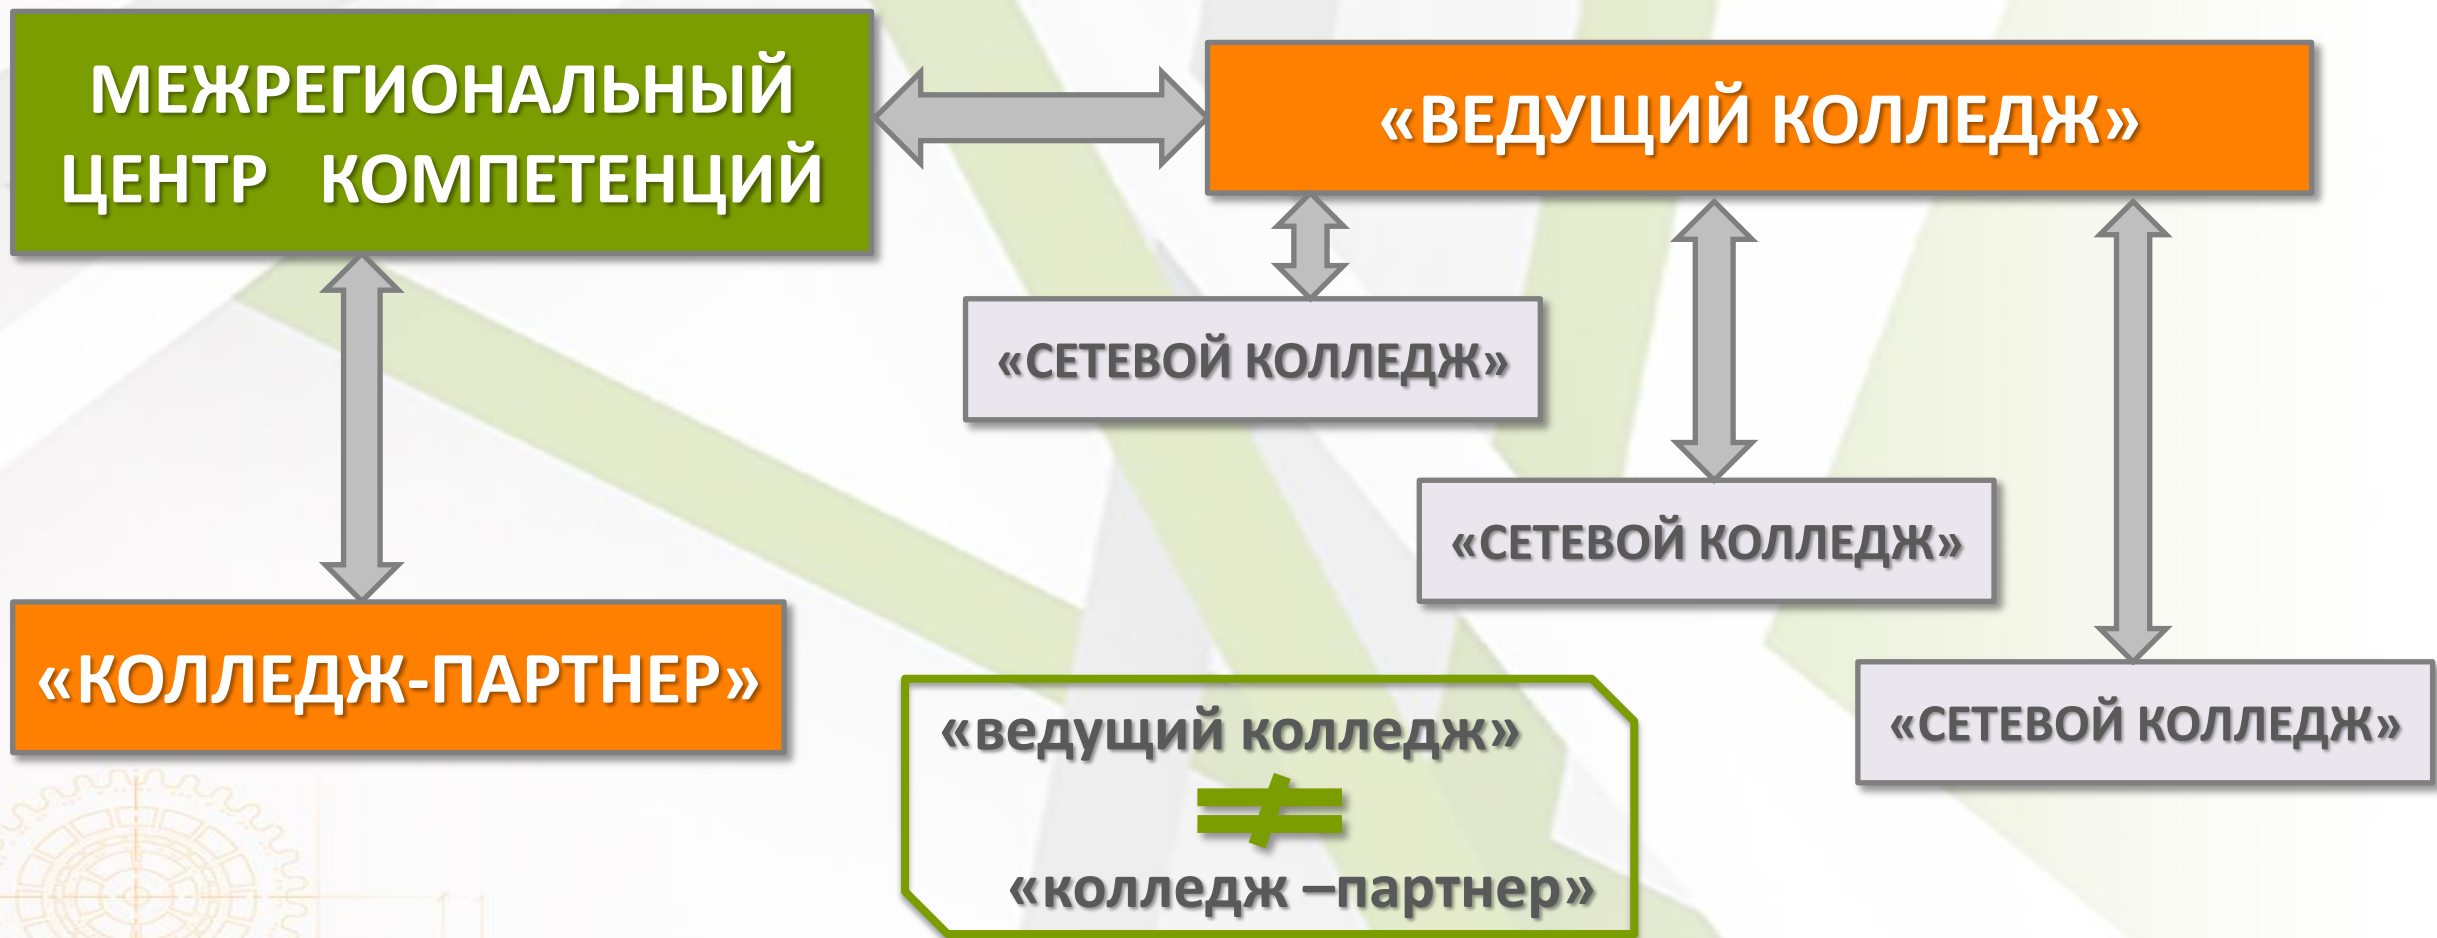 МЕЖРЕГИОНАЛЬНЫЙ
ЦЕНТР КОМПЕТЕНЦИЙ
«ВЕДУЩИЙ КОЛЛЕДЖ»
«СЕТЕВОЙ КОЛЛЕДЖ»
«СЕТЕВОЙ КОЛЛЕДЖ»
«СЕТЕВОЙ КОЛЛЕДЖ»
«КОЛЛЕДЖ-ПАРТНЕР»
«ведущий колледж»
≠
«колледж –партнер»